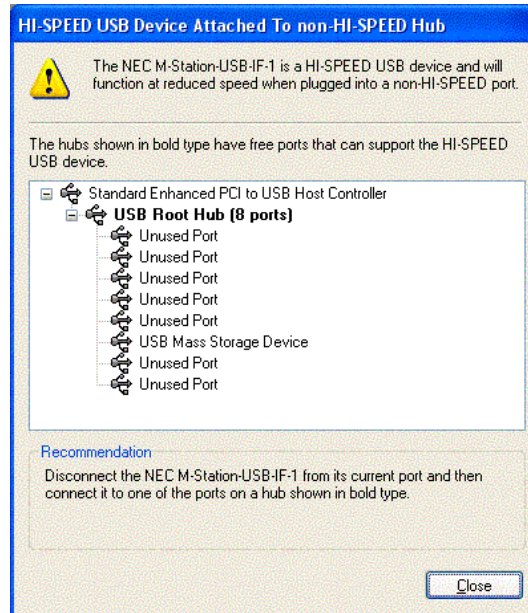 HI-SPEED USB Device Attached To non-HI-SPEED Hub
The NEC M-Station-USB-IF-1 is a HI-SPEED USB device and will
function at reduced speed when plugged into a non-HI-SPEED port.
The hubs shown in bold type have free ports that can support the HI-SPEED
USB device.
Standard Enhanced PCI to USB Host Controller
USB Root Hub (8 ports)
Unused Port
Unused Port
Unused Port
Unused Port
Unused Port
USB Mass Storage Device
Unused Port
Unused Port
Recommendation
Disconnect the NEC M-Station-USB-IF-1 from its current port and then
connect it to one of the ports on a hub shown in bold type.
Close